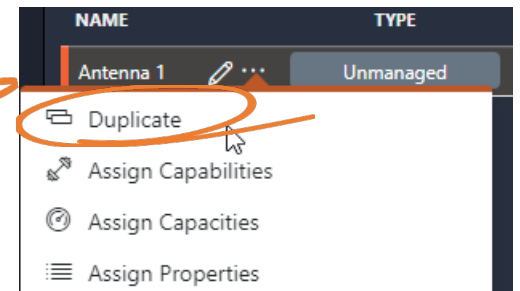 NAME TYPE
Antenna 1 ... Unmanaged
Duplicate
Assign Capabilities
Assign Capacities
Assign Properties